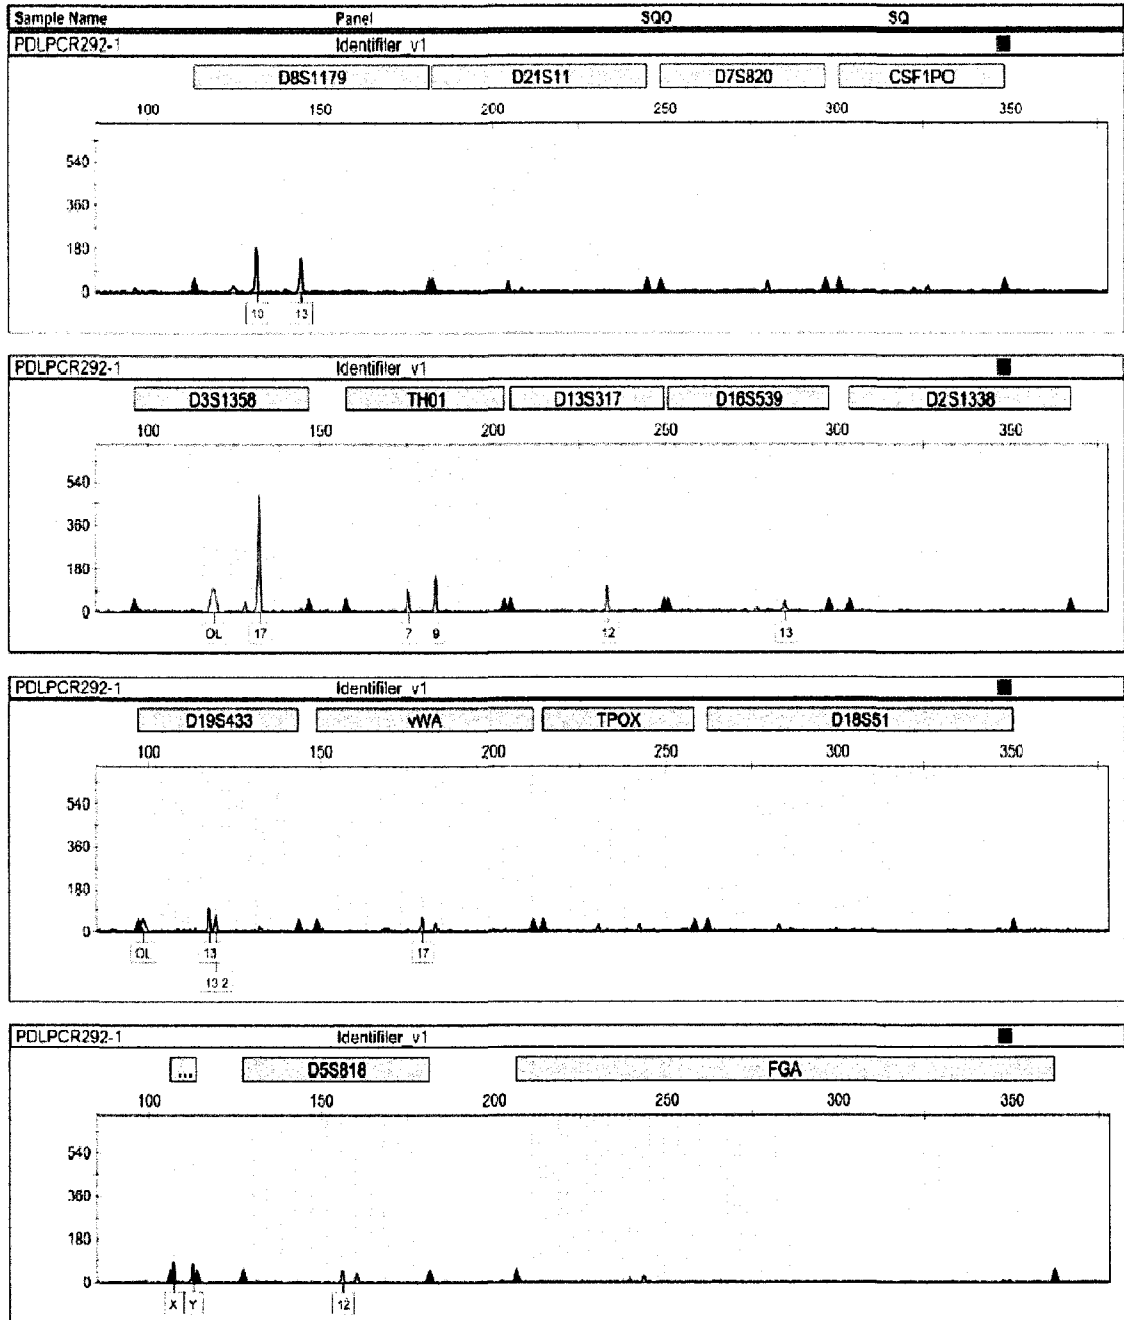 Sample Name Panel SQO SQ
PDLPCR292-1 Identifiler_v1
D8S1179 D21S11 D7S820 CSF1PO
100 150 200 250 300 350
540
360
180
0
10 13
PDLPCR292-1 Identifiler_v1
D3S1358 TH01 D13S317 D16S539 D2S1338
100 150 200 250 300 350
540
360
180
0
OL 17 7 9 12 13
PDLPCR292-1 Identifiler_v1
D19S433 vWA TPOX D18S51
100 150 200 250 300 350
540
360
180
0
OL 13 17
13.2
PDLPCR292-1 Identifiler_v1
... D5S818 FGA
100 150 200 250 300 350
540
360
180
0
X Y 12